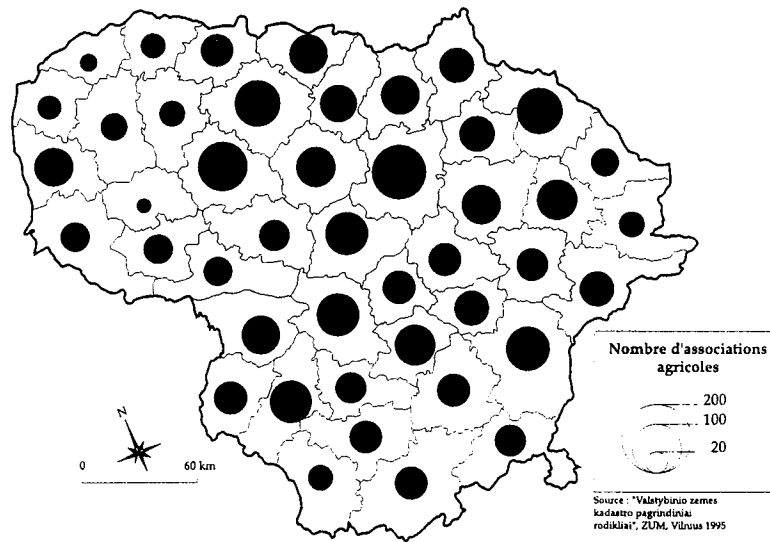 Nombre d'associations
agricoles
200
100
20
N
0 60 km
Source : "Valstybinio zemes
kadastro pagrindiniai
rodikliai", ZUM, Vilnius 1995